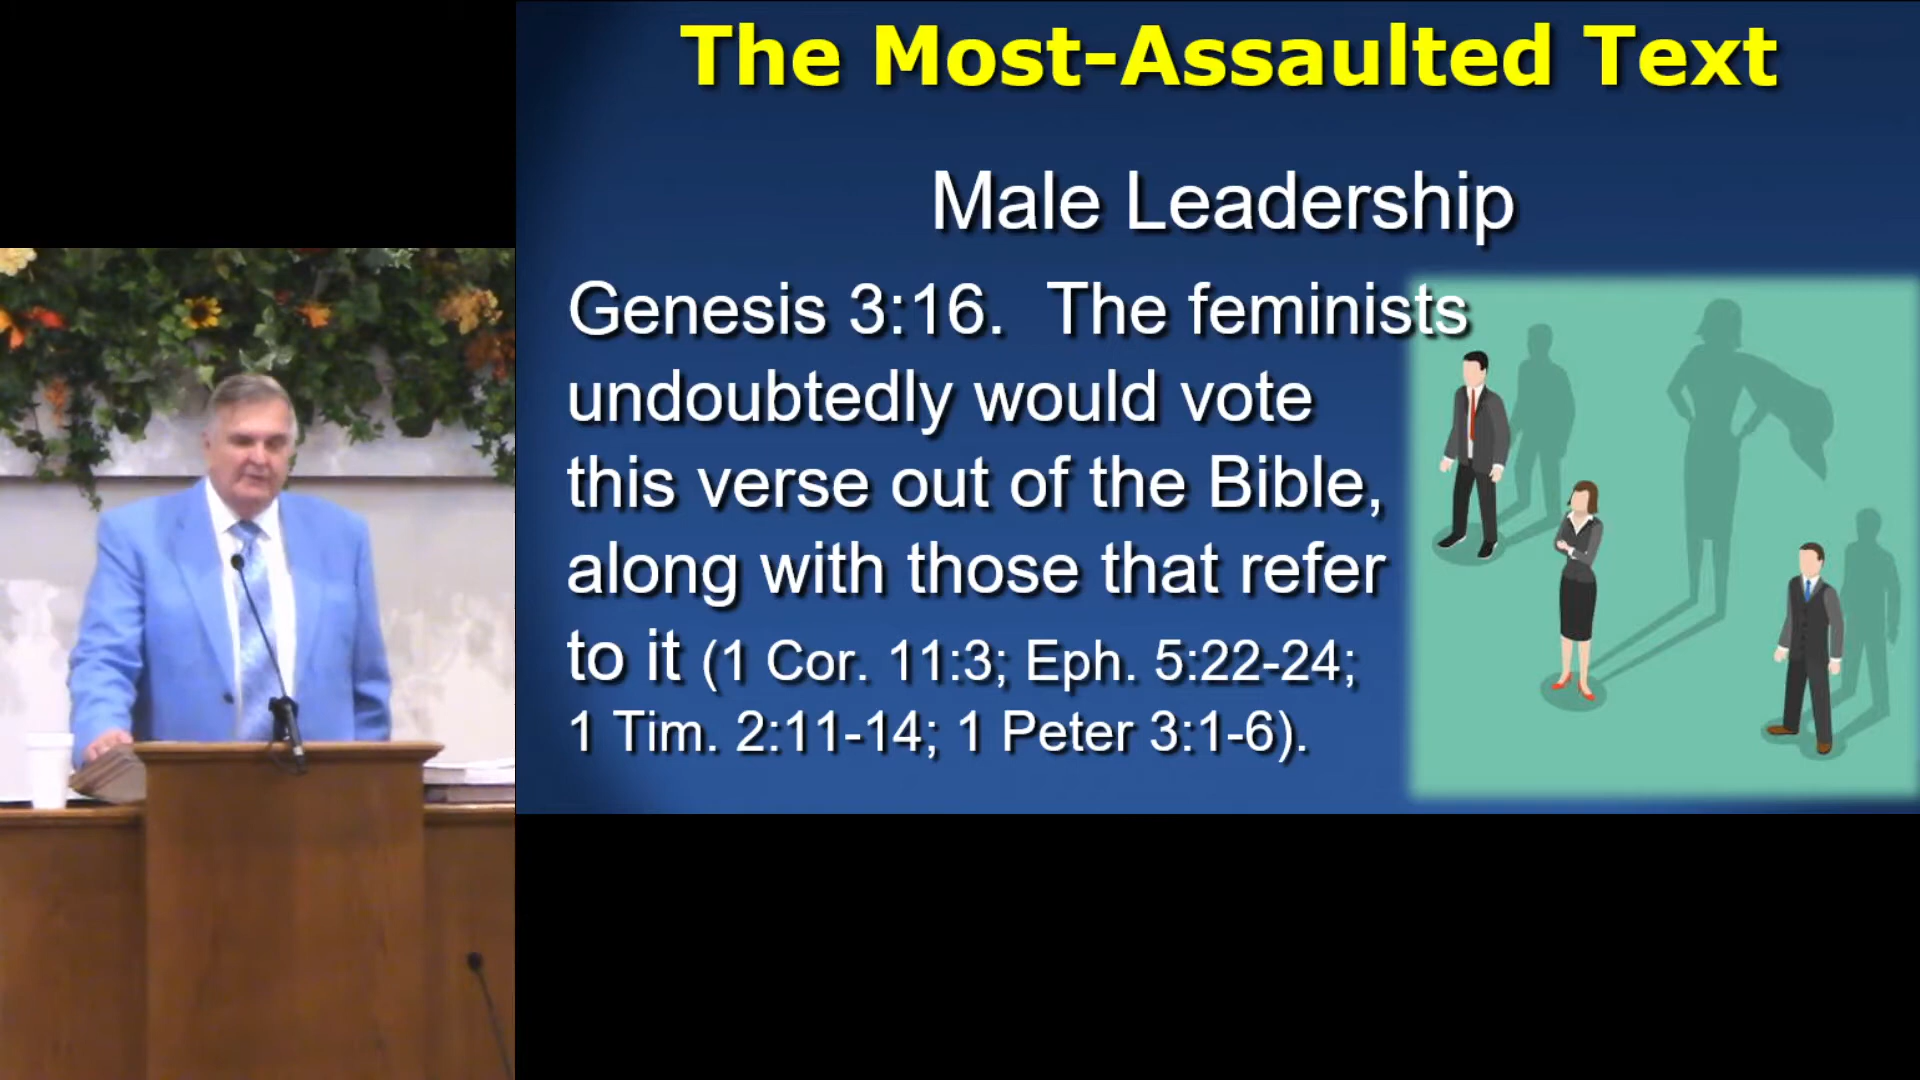 The Most-Assaulted Text
Male Leadership
Genesis 3:16. The feminists
undoubtedly would vote
this verse out of the Bible,
along with those that refer
to it (1 Cor. 11:3; Eph. 5:22-24;
1 Tim. 2:11-14; 1 Peter 3:1-6).